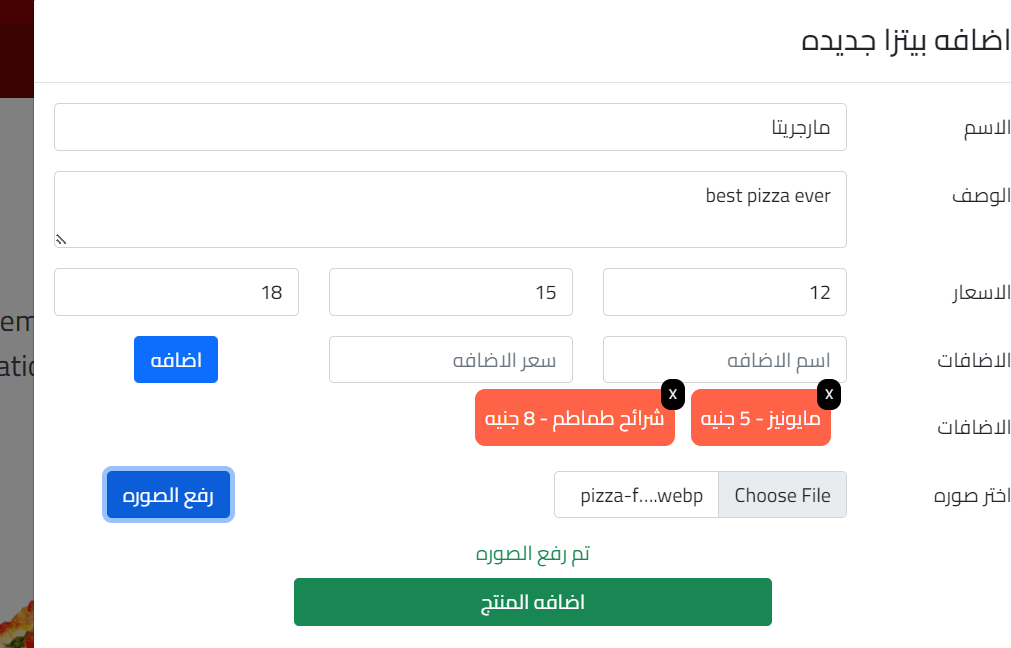 اضافه بيتزا جديده
الاسم مارجريتا
الوصف best pizza ever
الاسعار 12 15 18
الاضافات اسم الاضافه سعر الاضافه اضافه
x x
الاضافات مايونيز - 5 جنيه شرائح طماطم - 8 جنيه
اختر صوره Choose File pizza-f....webp رفع الصوره
تم رفع الصوره
اضافه المنتج